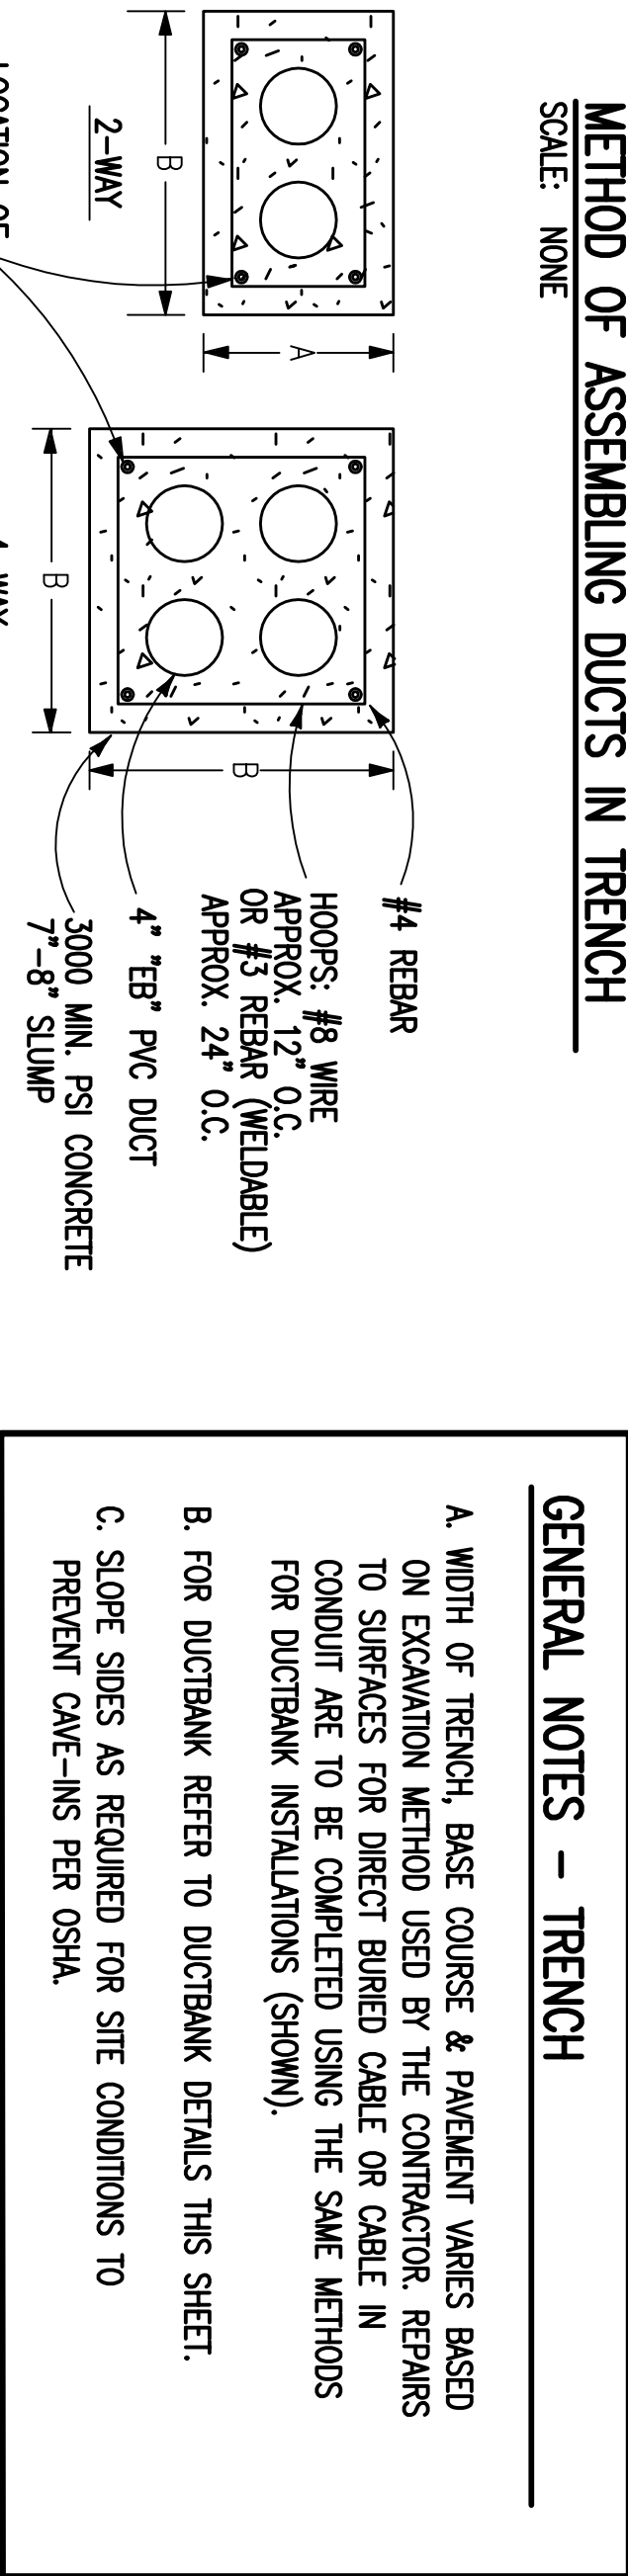 METHOD OF ASSEMBLING DUCTS IN TRENCH
SCALE: NONE
B
2-WAY
A
LOCATION OF
B
4-WAY
B
#4 REBAR
HOOPS: #8 WIRE
APPROX. 12" O.C.
OR #3 REBAR (WELDABLE)
APPROX. 24" O.C.
4" "EB" PVC DUCT
3000 MIN. PSI CONCRETE
7"-8" SLUMP
GENERAL NOTES - TRENCH
A. WIDTH OF TRENCH, BASE COURSE & PAVEMENT VARIES BASED
ON EXCAVATION METHOD USED BY THE CONTRACTOR. REPAIRS
TO SURFACES FOR DIRECT BURIED CABLE OR CABLE IN
CONDUIT ARE TO BE COMPLETED USING THE SAME METHODS
FOR DUCTBANK INSTALLATIONS (SHOWN).
B. FOR DUCTBANK REFER TO DUCTBANK DETAILS THIS SHEET.
C. SLOPE SIDES AS REQUIRED FOR SITE CONDITIONS TO
PREVENT CAVE-INS PER OSHA.